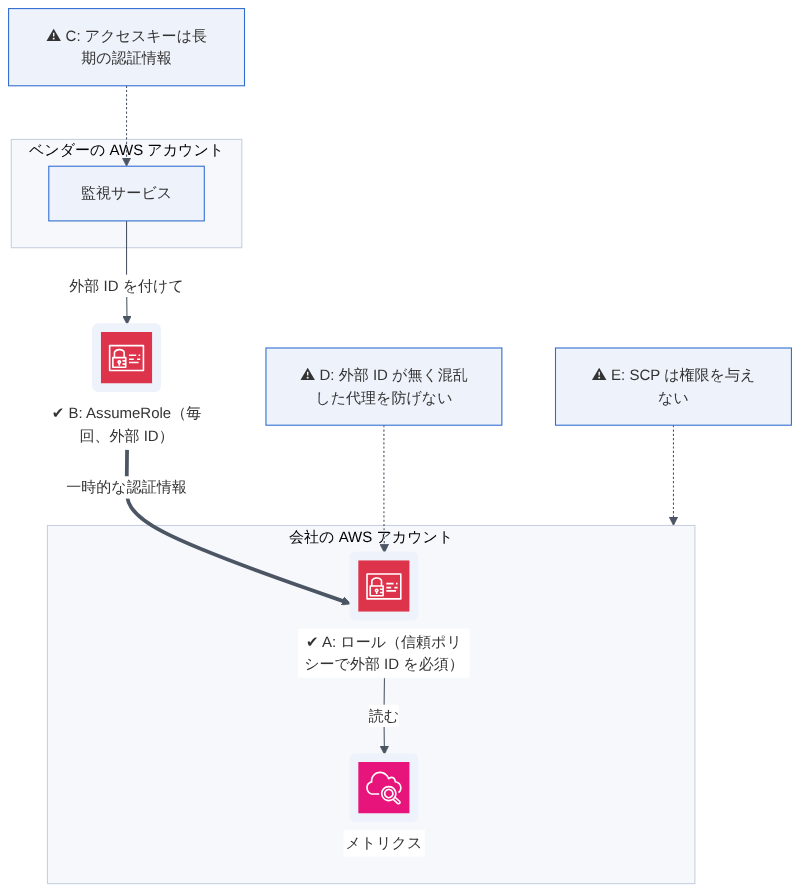 ⚠ C: アクセスキーは長
期の認証情報
ベンダーの AWS アカウント
監視サービス
外部 ID を付けて
✔ B: AssumeRole（毎
回、外部 ID）
一時的な認証情報
⚠ D: 外部 ID が無く混乱
した代理を防げない
⚠ E: SCP は権限を与え
ない
会社の AWS アカウント
✔ A: ロール（信頼ポリ
シーで外部 ID を必須）
読む
メトリクス